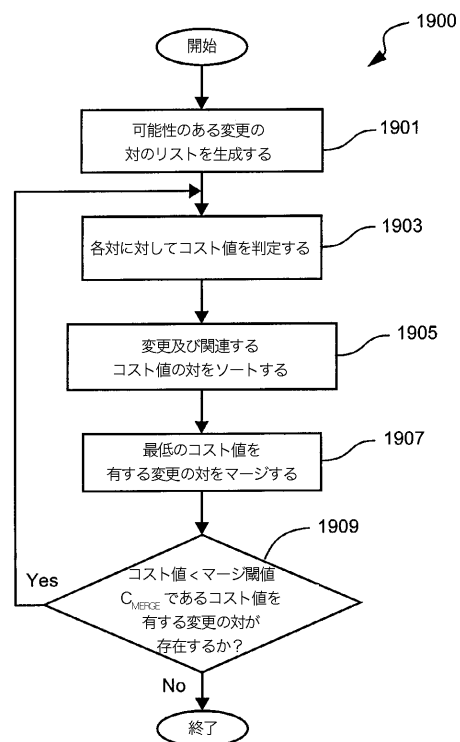 1900
開始
可能性のある変更の
対のリストを生成する
1901
各対に対してコスト値を判定する
1903
変更及び関連する
コスト値の対をソートする
1905
最低のコスト値を
有する変更の対をマージする
1907
1909
Yes
コスト値<マージ閾値
CMERGE であるコスト値を
有する変更の対が
存在するか?
No
終了